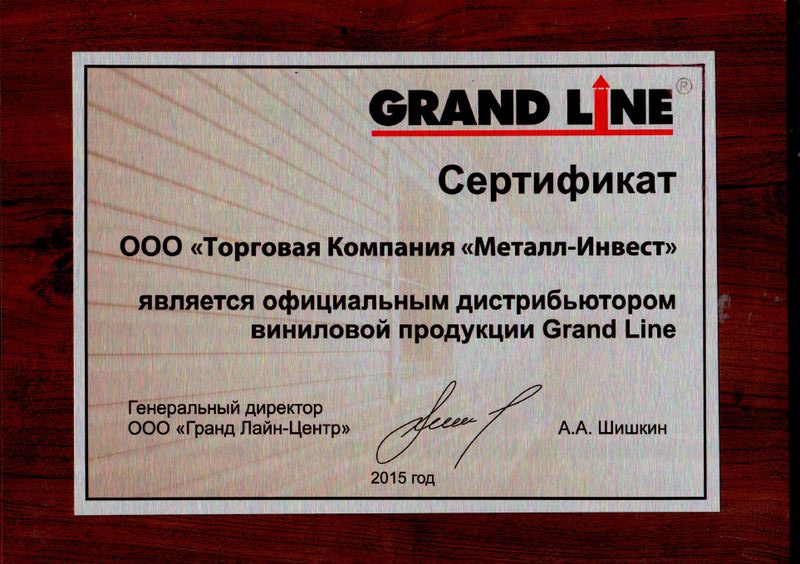 GRAND LINE®
Сертификат
ООО «Торговая Компания «Металл-Инвест»
является официальным дистрибьютором
виниловой продукции Grand Line
Генеральный директор
ООО «Гранд Лайн-Центр»
А.А. Шишкин
2015 год